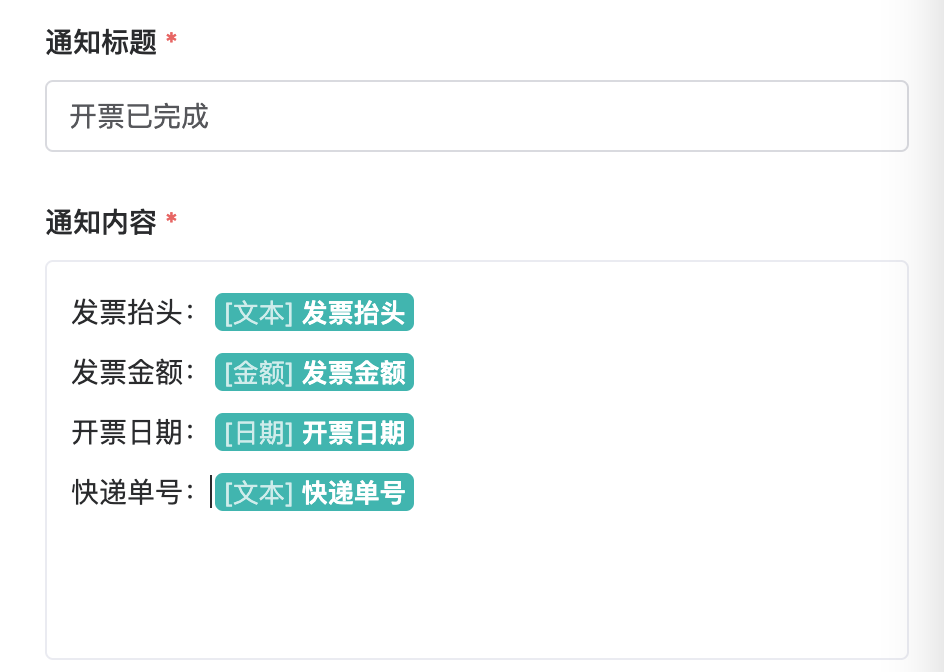 通知标题 *
开票已完成
通知内容 *
发票抬头： [文本] 发票抬头
发票金额： [金额] 发票金额
开票日期： [日期] 开票日期
快递单号： [文本] 快递单号